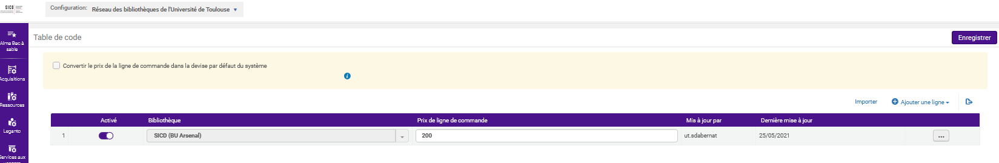 SICD
Configuration: Réseau des bibliothèques de l'Université de Toulouse
Alma Bac à
sable
Table de code
Enregistrer
Convertir le prix de la ligne de commande dans la devise par défaut du système
Acquisitions
Ressources
Leganto
Services aux
Importer
Ajouter une ligne
Activé Bibliothèque Prix de ligne de commande Mis à jour par Dernière mise à jour
1 SICD (BU Arsenal) 200 ut.sdabernat 25/05/2021 ...